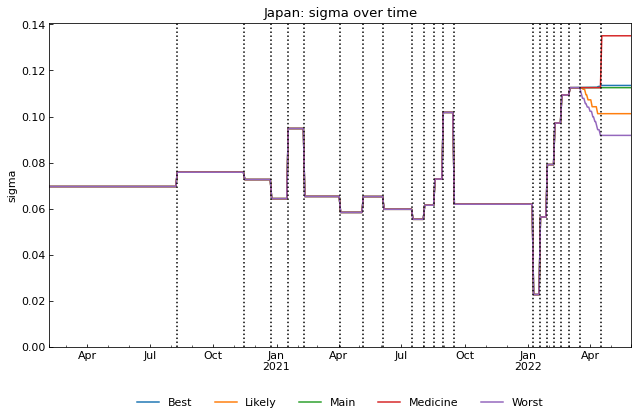 Japan: sigma over time
0.14
0.12
0.10
0.08
0.06
0.04
0.02
0.00
sigma
Apr Jul Oct Jan Apr Jul Oct Jan Apr
2021 2022
Best Likely Main Medicine Worst